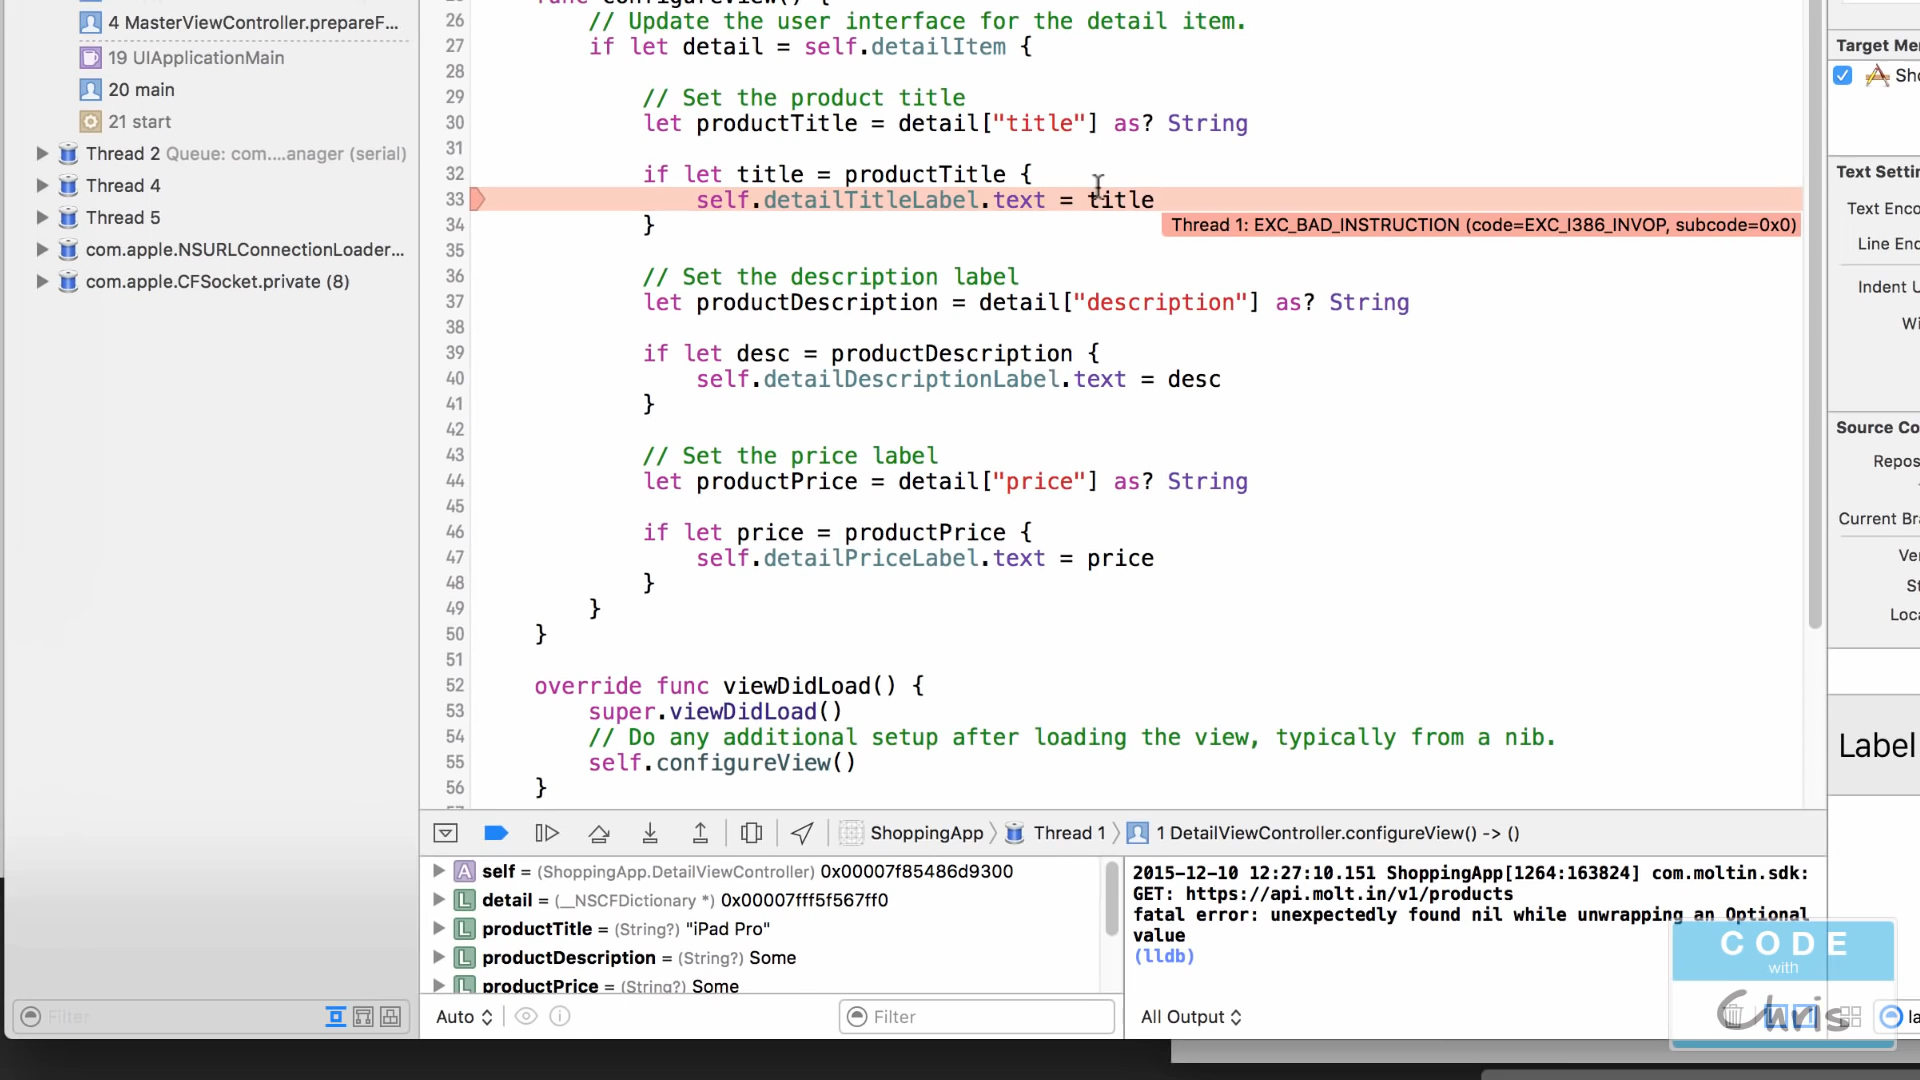 4 MasterViewController.prepareF...
19 UIApplicationMain
20 main
21 start
Thread 2 Queue: com....anager (serial)
Thread 4
Thread 5
com.apple.NSURLConnectionLoader...
com.apple.CFSocket.private (8)
Filter
26 // Update the user interface for the detail item.
27 if let detail = self.detailItem {
28
29 // Set the product title
30 let productTitle = detail["title"] as? String
31
32 if let title = productTitle {
33 self.detailTitleLabel.text = title
Thread 1: EXC_BAD_INSTRUCTION (code=EXC_I386_INVOP, subcode=0x0)
34 }
35
36 // Set the description label
37 let productDescription = detail["description"] as? String
38
39 if let desc = productDescription {
40 self.detailDescriptionLabel.text = desc
41 }
42
43 // Set the price label
44 let productPrice = detail["price"] as? String
45
46 if let price = productPrice {
47 self.detailPriceLabel.text = price
48 }
49 }
50 }
51
52 override func viewDidLoad() {
53 super.viewDidLoad()
54 // Do any additional setup after loading the view, typically from a nib.
55 self.configureView()
56 }
ShoppingApp Thread 1 1 DetailViewController.configureView() -> ()
A self = (ShoppingApp.DetailViewController) 0x00007f85486d9300
L detail = (__NSCFDictionary *) 0x00007fff5f567ff0
L productTitle = (String?) "iPad Pro"
L productDescription = (String?) Some
L productPrice = (String?) Some
Auto
Filter
2015-12-10 12:27:10.151 ShoppingApp[1264:163824] com.moltin.sdk:
GET: https://api.molt.in/v1/products
fatal error: unexpectedly found nil while unwrapping an Optional
value
(lldb)
All Output
Target Me
Sho
Text Settin
Text Enco
Line End
Indent U
Wi
Source Co
Repos
Current Bra
Ver
St
Loca
Label
CODE
with
Chris
la